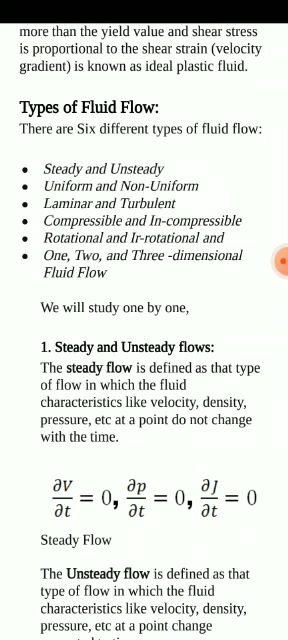 more than the yield value and shear stress
is proportional to the shear strain (velocity
gradient) is known as ideal plastic fluid.
Types of Fluid Flow:
There are Six different types of fluid flow:
• Steady and Unsteady
• Uniform and Non-Uniform
• Laminar and Turbulent
• Compressible and In-compressible
• Rotational and Ir-rotational and
• One, Two, and Three -dimensional
Fluid Flow
We will study one by one,
1. Steady and Unsteady flows:
The steady flow is defined as that type
of flow in which the fluid
characteristics like velocity, density,
pressure, etc at a point do not change
with the time.
∂V/∂t = 0, ∂p/∂t = 0, ∂J/∂t = 0
Steady Flow
The Unsteady flow is defined as that
type of flow in which the fluid
characteristics like velocity, density,
pressure, etc at a point change